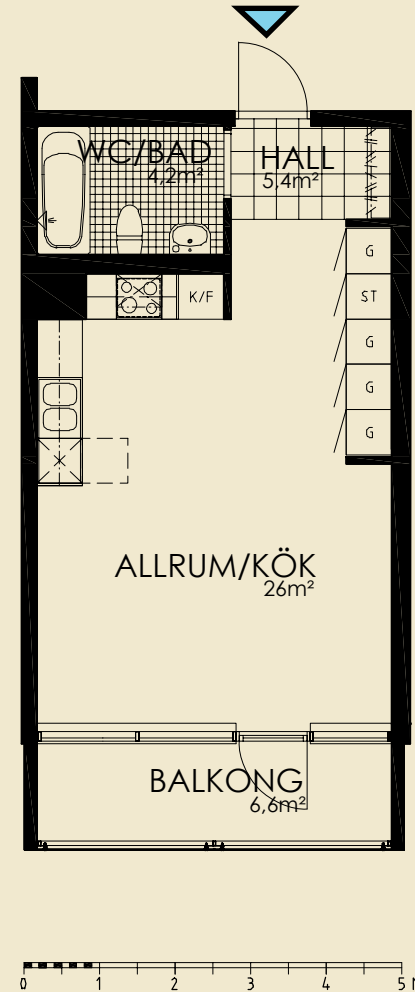 WC/BAD
4,2m²
HALL
5,4m²
G
K/F
ST
G
G
G
ALLRUM/KÖK
26m²
BALKONG
6,6m²
0 1 2 3 4 5 M